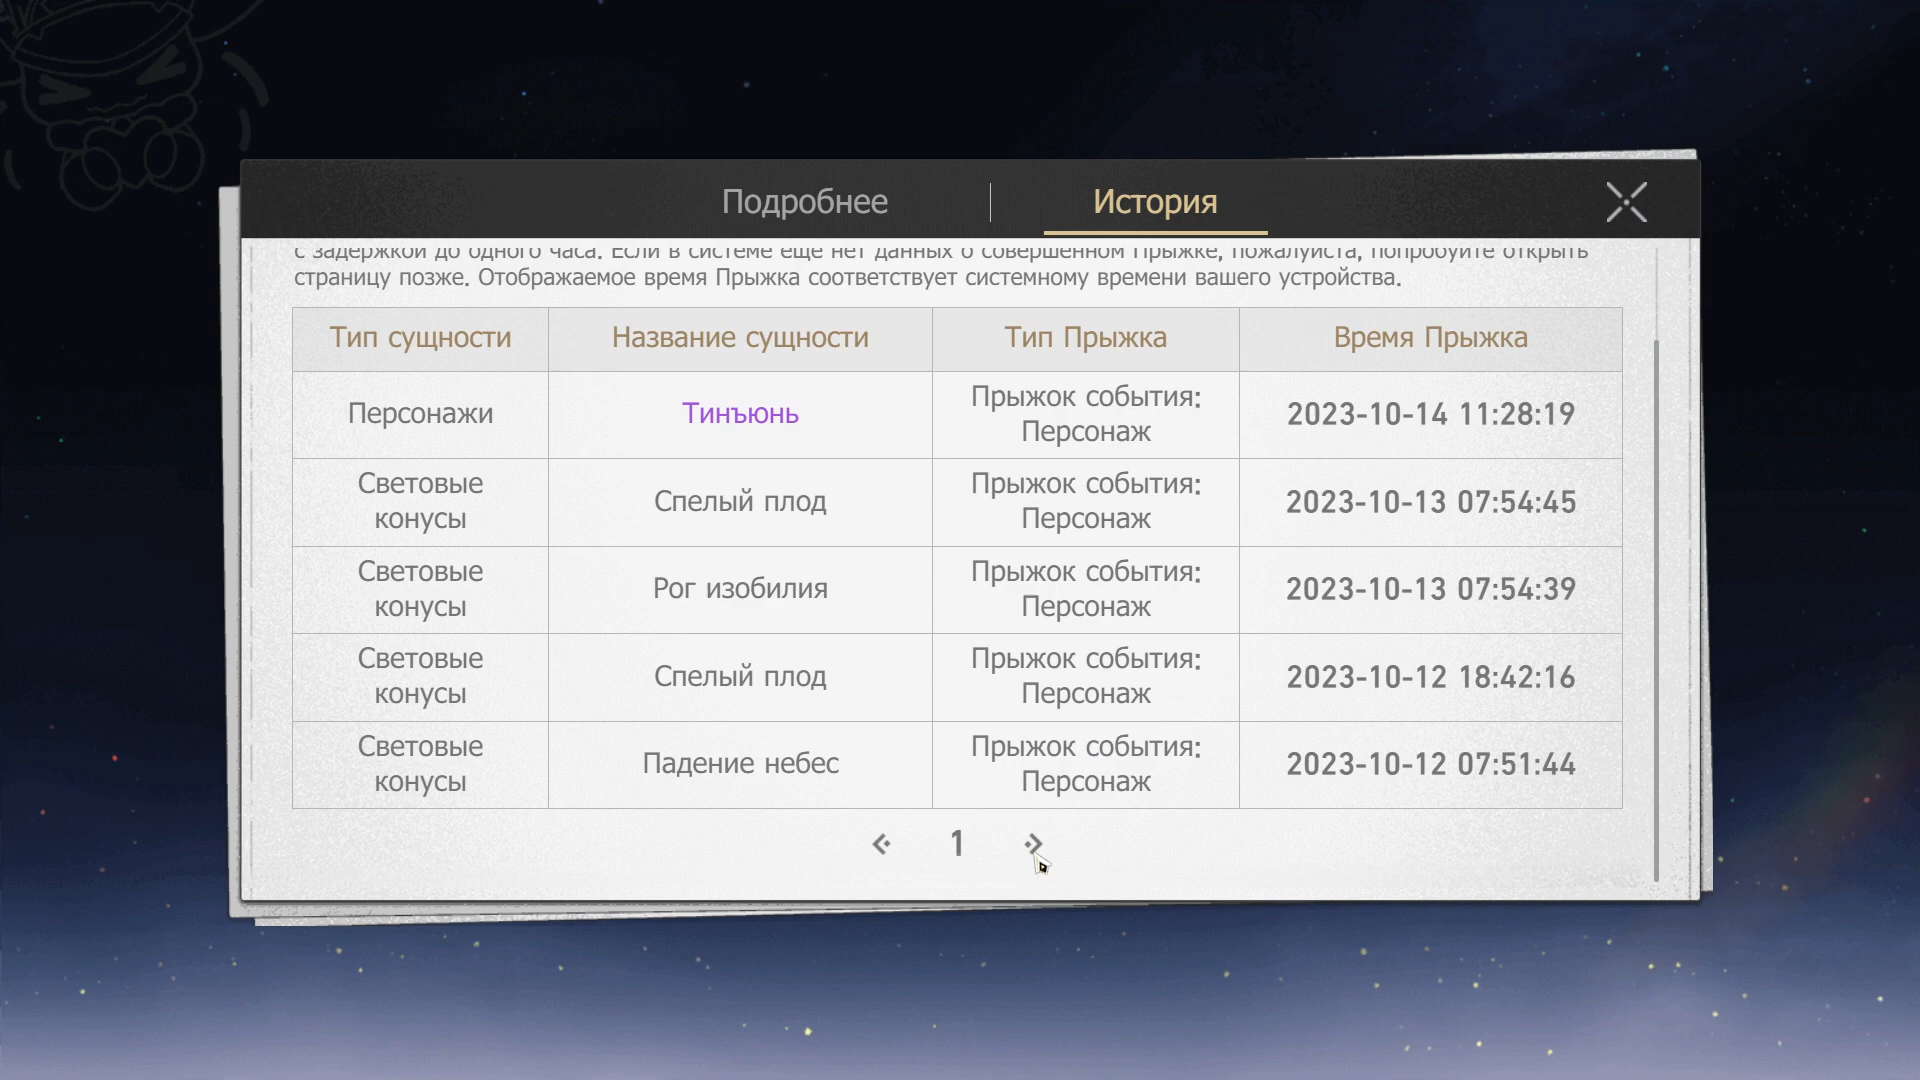 Подробнее
История
с задержкой до одного часа. Если в системе еще нет данных о совершенном Прыжке, пожалуйста, попробуйте открыть
страницу позже. Отображаемое время Прыжка соответствует системному времени вашего устройства.
Тип сущности
Название сущности
Тип Прыжка
Время Прыжка
Персонажи
Тинъюнь
Прыжок события:
Персонаж
2023-10-14 11:28:19
Световые
конусы
Спелый плод
Прыжок события:
Персонаж
2023-10-13 07:54:45
Световые
конусы
Рог изобилия
Прыжок события:
Персонаж
2023-10-13 07:54:39
Световые
конусы
Спелый плод
Прыжок события:
Персонаж
2023-10-12 18:42:16
Световые
конусы
Падение небес
Прыжок события:
Персонаж
2023-10-12 07:51:44
1